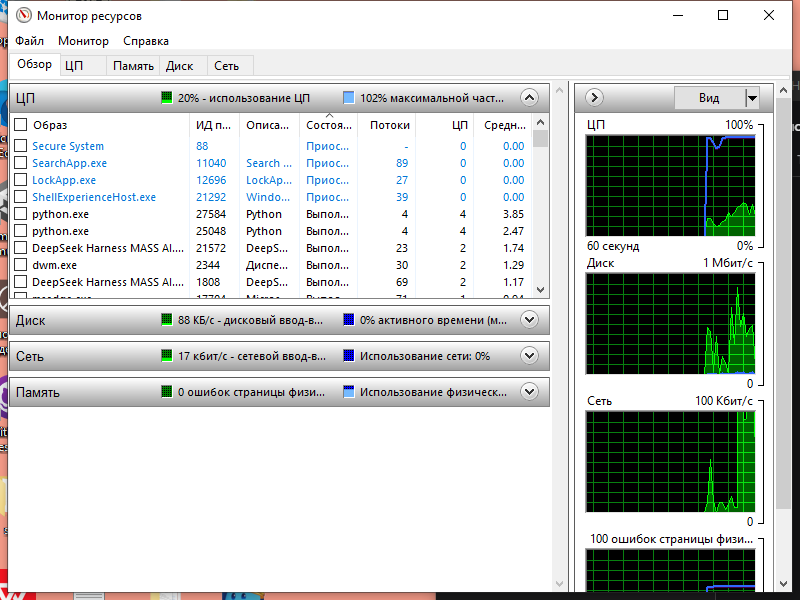 Монитор ресурсов
Файл Монитор Справка
Обзор ЦП Память Диск Сеть
ЦП 20% - использование ЦП 102% максимальной част...
Образ ИД п... Описа... Состоя... Потоки ЦП Средн...
Secure System 88 Приос... - 0 0.00
SearchApp.exe 11040 Search ... Приос... 89 0 0.00
LockApp.exe 12696 LockAp... Приос... 27 0 0.00
ShellExperienceHost.exe 21292 Windo... Приос... 39 0 0.00
python.exe 27584 Python Выпол... 4 4 3.85
python.exe 25048 Python Выпол... 4 4 2.47
DeepSeek Harness MASS AI.... 21572 DeepS... Выпол... 23 2 1.74
dwm.exe 2344 Диспе... Выпол... 30 2 1.29
DeepSeek Harness MASS AI.... 1808 DeepS... Выпол... 69 2 1.17
Диск 88 КБ/с - дисковый ввод-в... 0% активного времени (м...
Сеть 17 кбит/с - сетевой ввод-в... Использование сети: 0%
Память 0 ошибок страницы физи... Использование физическ...
Вид
ЦП 100%
60 секунд 0%
Диск 1 Мбит/с
0
Сеть 100 Кбит/с
0
100 ошибок страницы физи...